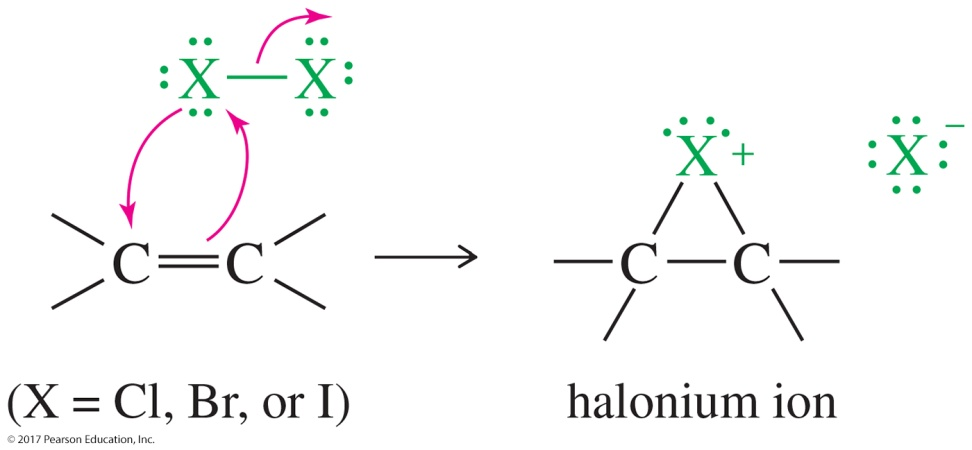 X — X
C = C
X +
X −
C — C
(X = Cl, Br, or I)
halonium ion
© 2017 Pearson Education, Inc.